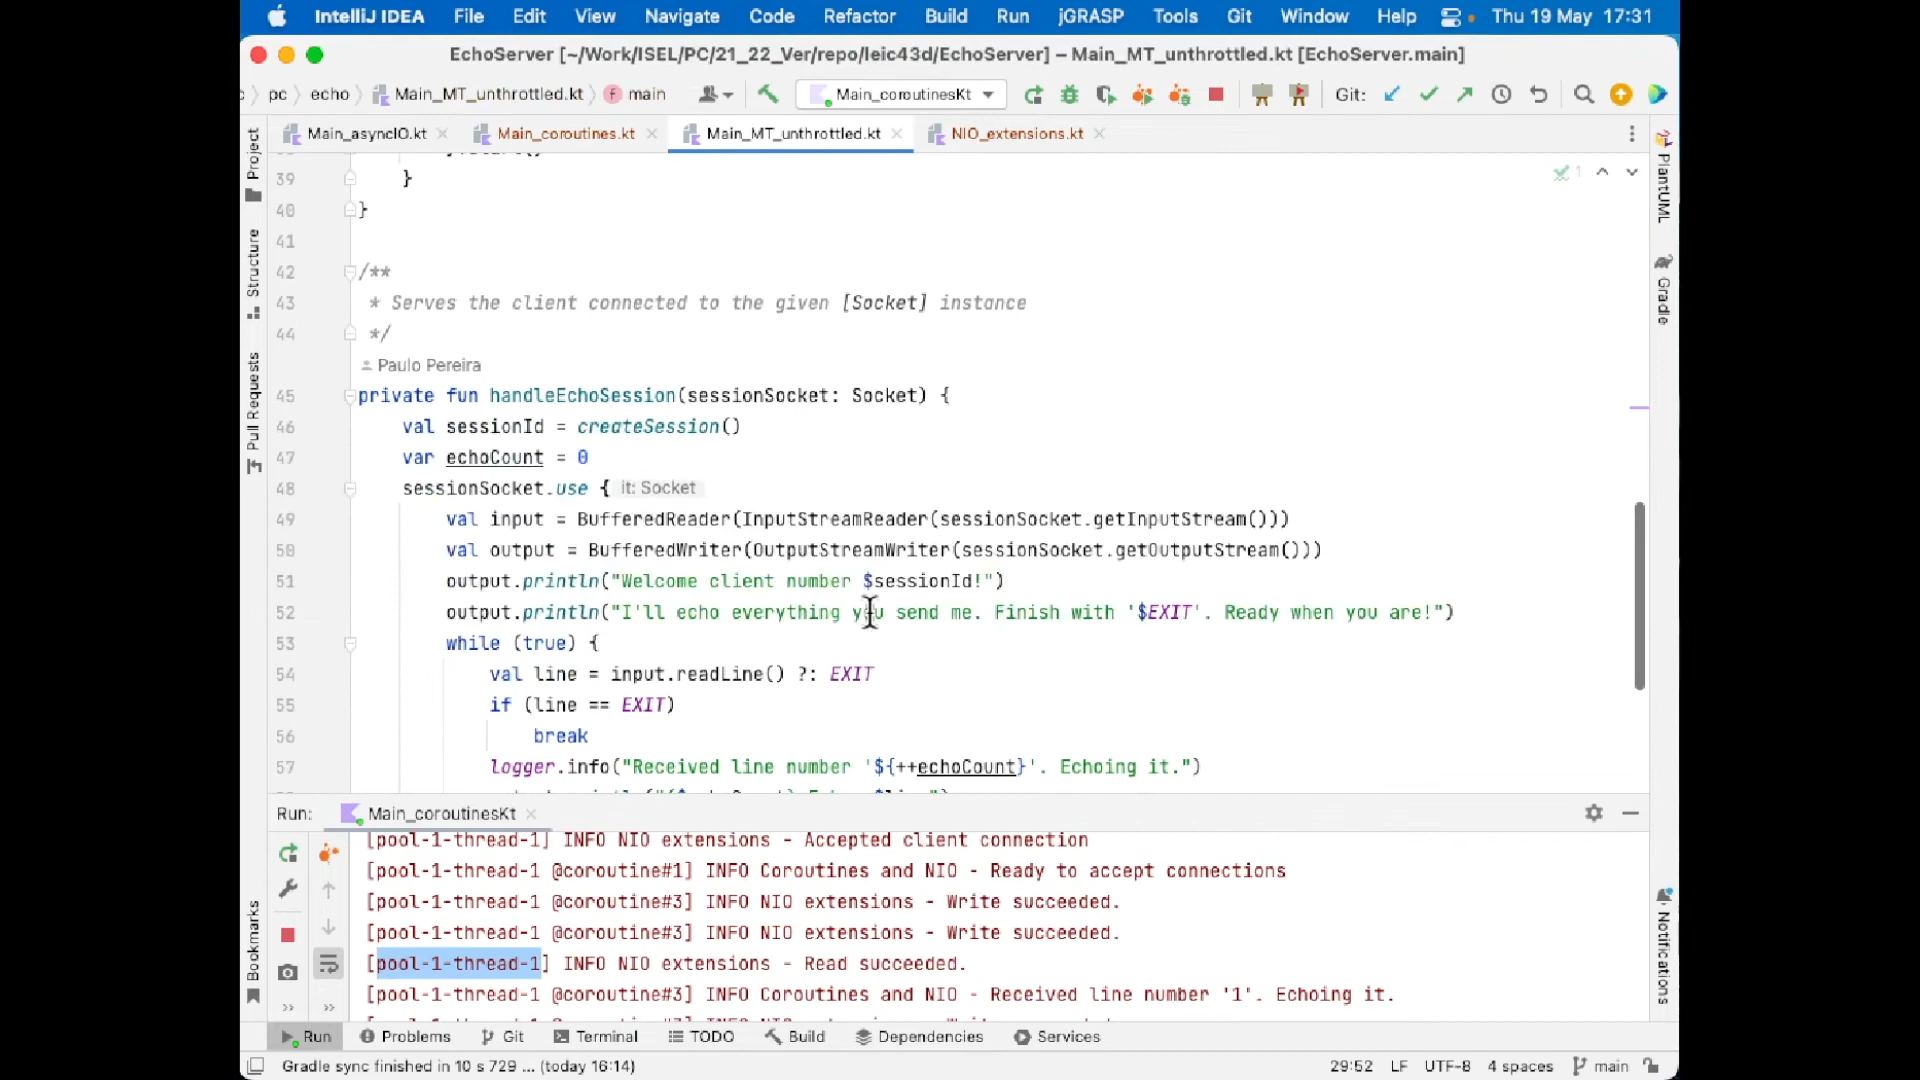 IntelliJ IDEA File Edit View Navigate Code Refactor Build Run jGRASP Tools Git Window Help Thu 19 May 17:31
EchoServer [~/Work/ISEL/PC/21_22_Ver/repo/leic43d/EchoServer] – Main_MT_unthrottled.kt [EchoServer.main]
pc echo Main_MT_unthrottled.kt main Main_coroutinesKt Git:
Main_asyncIO.kt Main_coroutines.kt Main_MT_unthrottled.kt NIO_extensions.kt
Project
Structure
Pull Requests
Bookmarks
39 }
1
40 }
41
42 /**
43 * Serves the client connected to the given [Socket] instance
44 */
Paulo Pereira
45 private fun handleEchoSession(sessionSocket: Socket) {
46 val sessionId = createSession()
47 var echoCount = 0
48 sessionSocket.use { it: Socket
49 val input = BufferedReader(InputStreamReader(sessionSocket.getInputStream()))
50 val output = BufferedWriter(OutputStreamWriter(sessionSocket.getOutputStream()))
51 output.println("Welcome client number $sessionId!")
52 output.println("I'll echo everything you send me. Finish with '$EXIT'. Ready when you are!")
53 while (true) {
54 val line = input.readLine() ?: EXIT
55 if (line == EXIT)
56 break
57 logger.info("Received line number '${++echoCount}'. Echoing it.")
PlantUML
Gradle
Notifications
Run: Main_coroutinesKt
[pool-1-thread-1] INFO NIO extensions - Accepted client connection
[pool-1-thread-1 @coroutine#1] INFO Coroutines and NIO - Ready to accept connections
[pool-1-thread-1 @coroutine#3] INFO NIO extensions - Write succeeded.
[pool-1-thread-1 @coroutine#3] INFO NIO extensions - Write succeeded.
[pool-1-thread-1] INFO NIO extensions - Read succeeded.
[pool-1-thread-1 @coroutine#3] INFO Coroutines and NIO - Received line number '1'. Echoing it.
Run Problems Git Terminal TODO Build Dependencies Services
Gradle sync finished in 10 s 729 ... (today 16:14) 29:52 LF UTF-8 4 spaces main